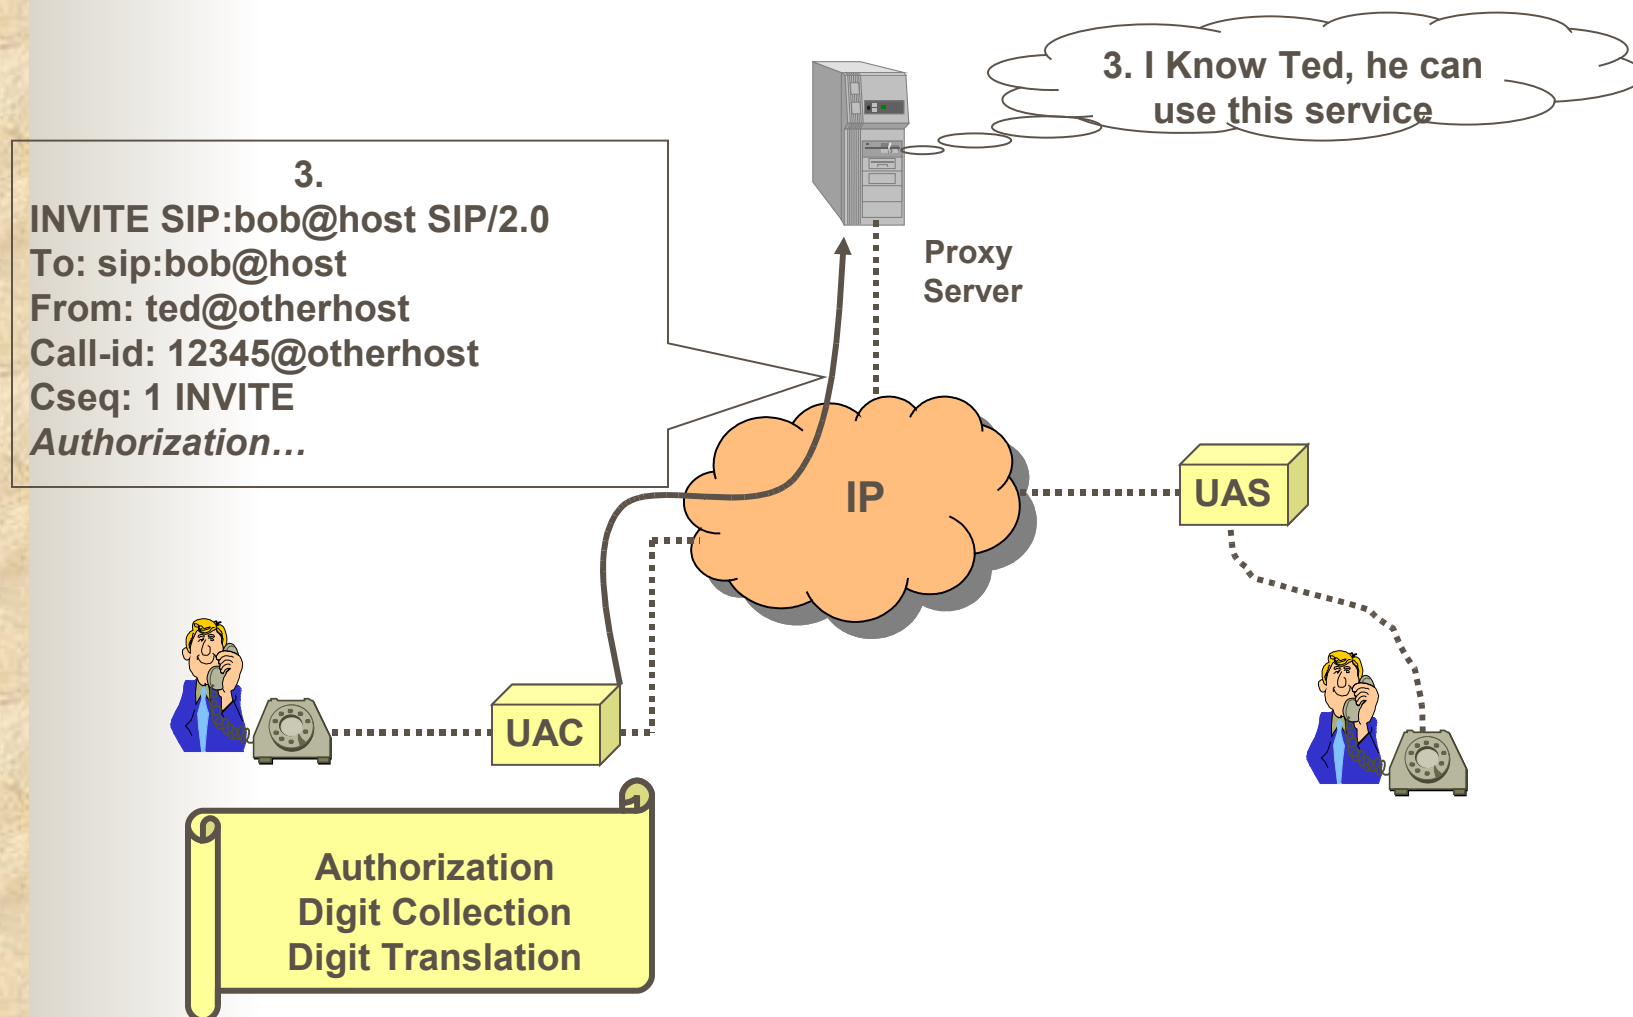 3. I Know Ted, he can
use this service
3.
INVITE SIP:bob@host SIP/2.0
To: sip:bob@host
From: ted@otherhost
Call-id: 12345@otherhost
Cseq: 1 INVITE
Authorization…
Proxy
Server
IP
UAS
UAC
Authorization
Digit Collection
Digit Translation